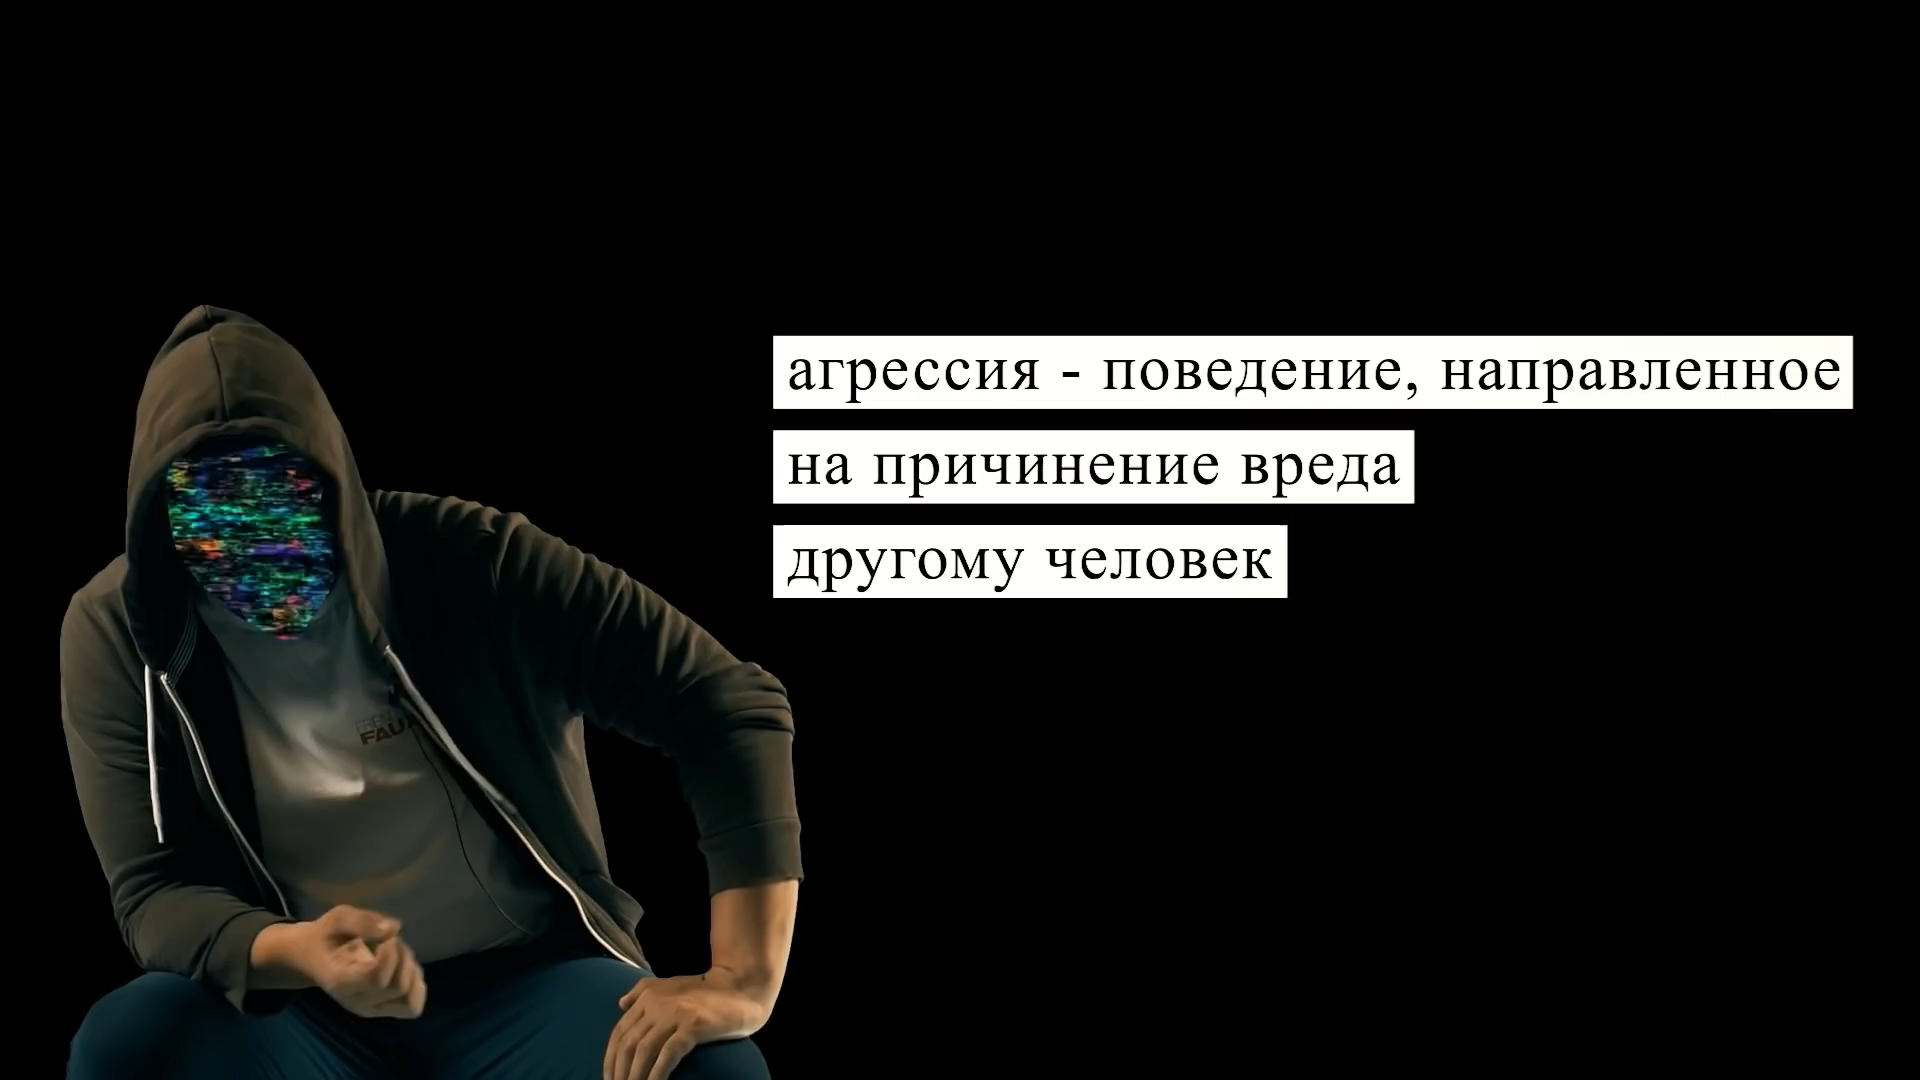 агрессия - поведение, направленное
на причинение вреда
другому человек